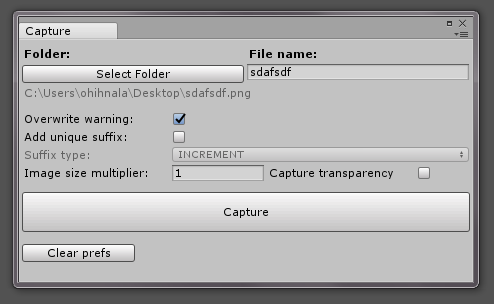 Capture
Folder: File name:
Select Folder sdafsdf
C:\Users\ohihnala\Desktop\sdafsdf.png
Overwrite warning:
Add unique suffix:
Suffix type: INCREMENT
Image size multiplier: 1 Capture transparency
Capture
Clear prefs